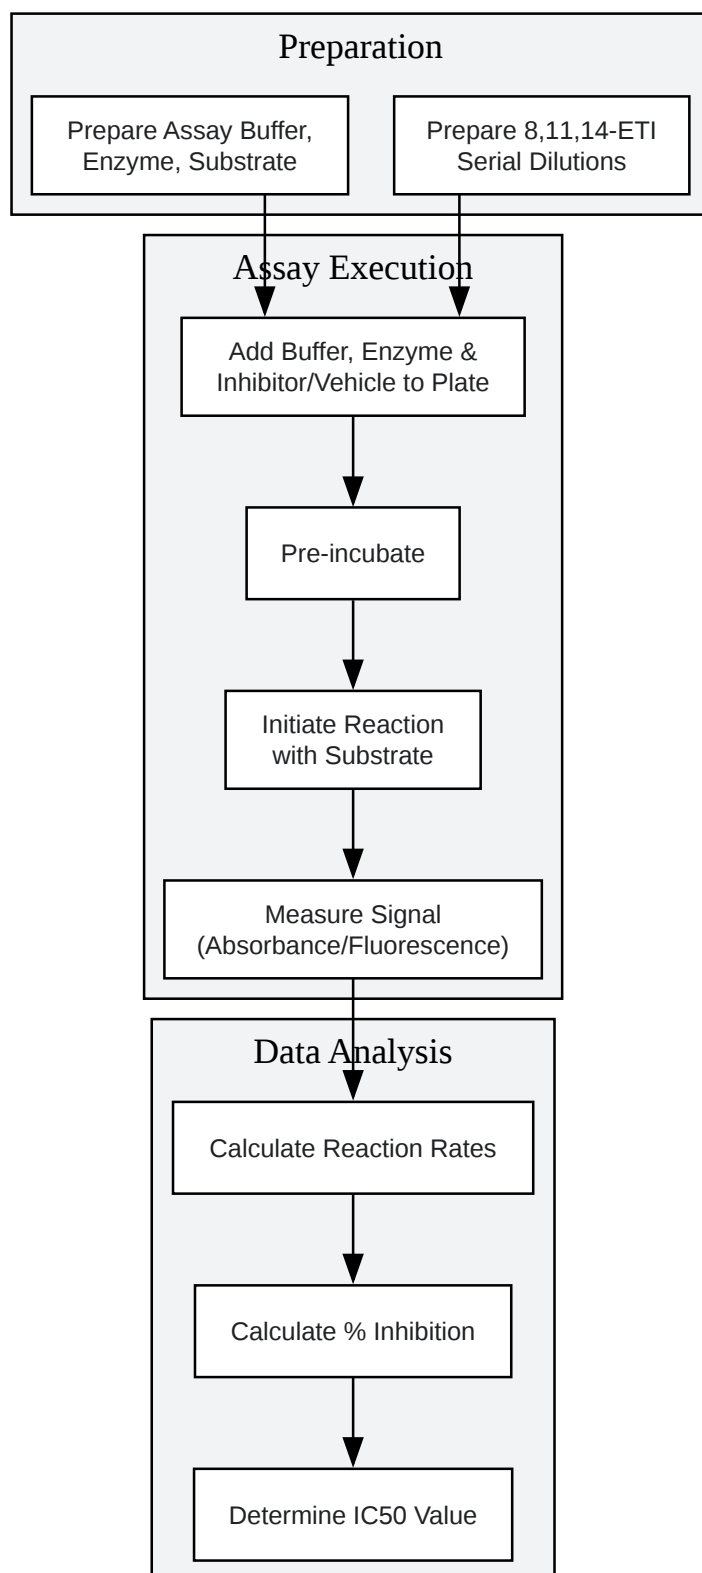 Preparation
Prepare Assay Buffer,
Enzyme, Substrate
Prepare 8,11,14-ETI
Serial Dilutions
Assay Execution
Add Buffer, Enzyme &
Inhibitor/Vehicle to Plate
Pre-incubate
Initiate Reaction
with Substrate
Measure Signal
(Absorbance/Fluorescence)
Data Analysis
Calculate Reaction Rates
Calculate % Inhibition
Determine IC50 Value